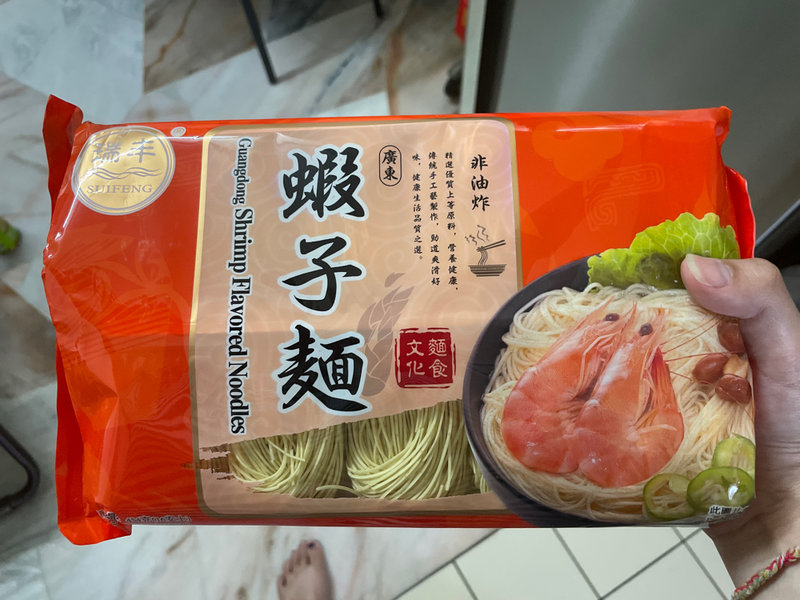 瑞丰
SUIFENG
Guangdong Shrimp Flavored Noodles
蝦子麵
廣東
非油炸
精選優質上等原料，營養健康，
傳統手工藝製作，勁道爽滑好
味，健康生活品質之選。
麵食
文化
此圖